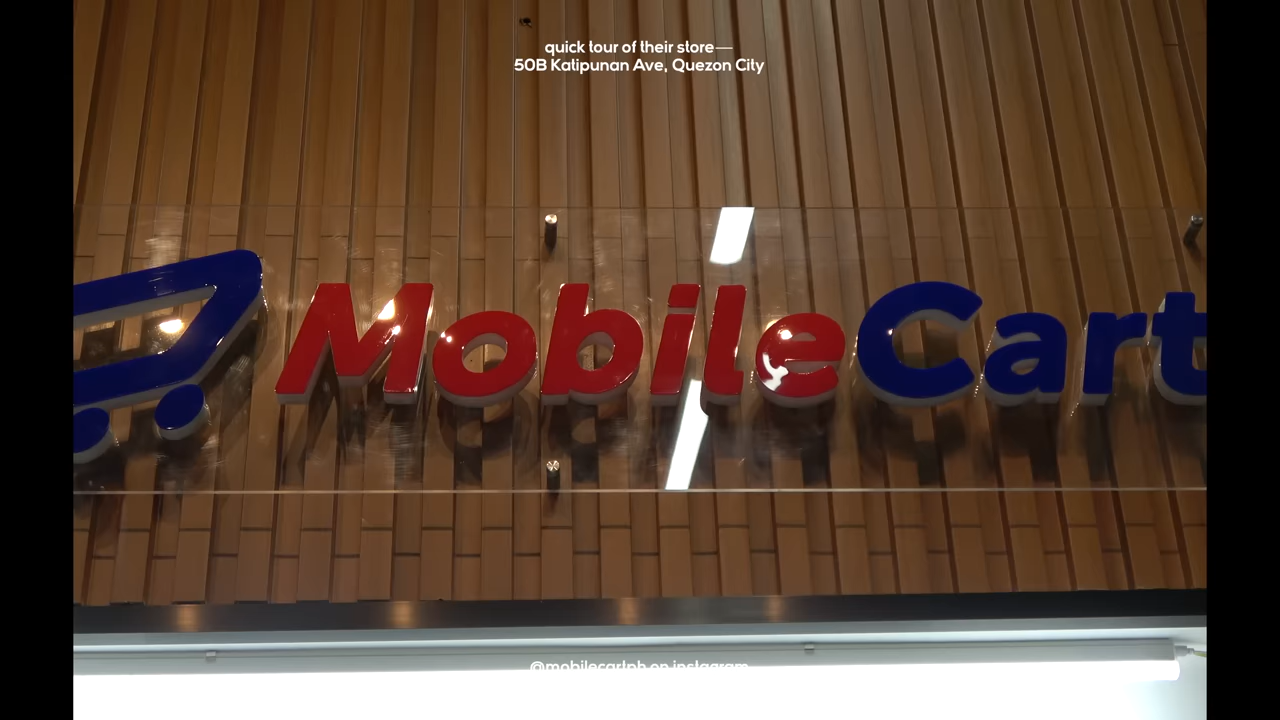 quick tour of their store—
50B Katipunan Ave, Quezon City
MobileCart
@mobilecartph on instagram